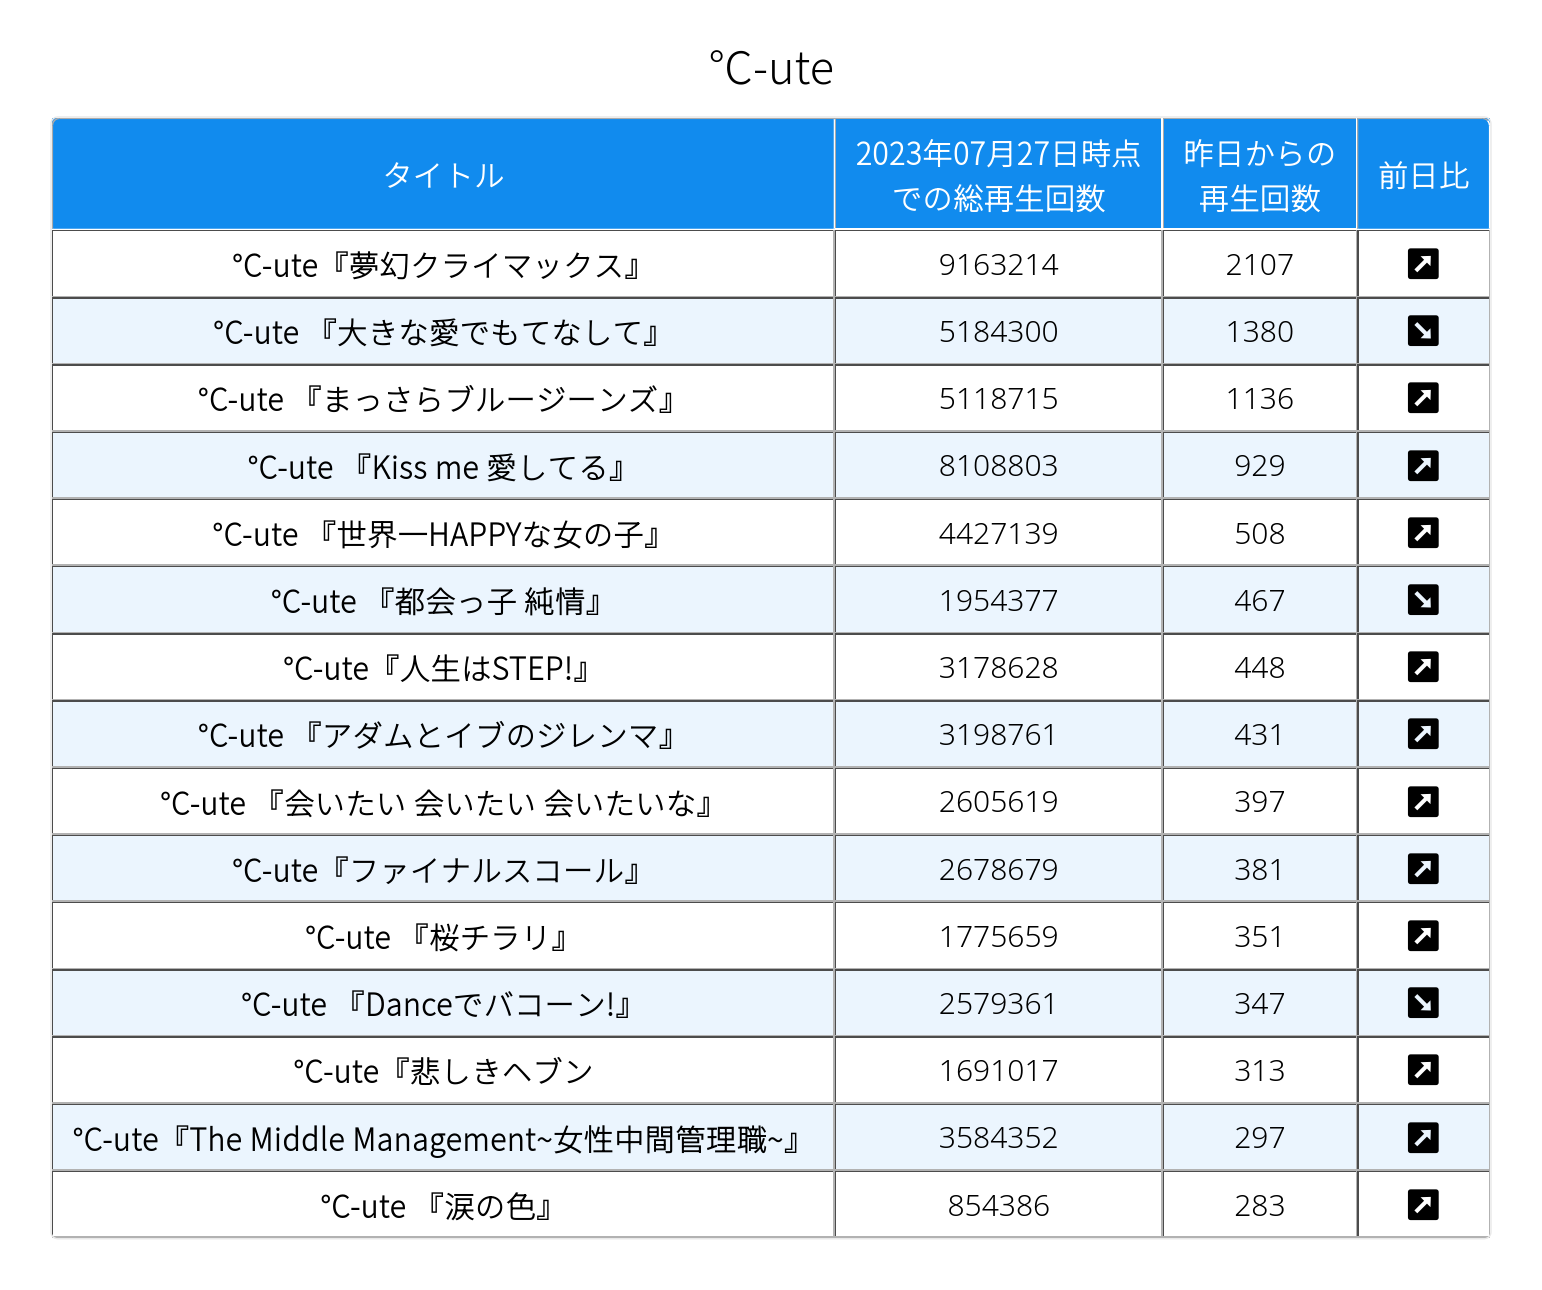 ℃-ute
タイトル
2023年07月27日時点
での総再生回数
昨日からの
再生回数
前日比
℃-ute『夢幻クライマックス』 9163214 2107
℃-ute 『大きな愛でもてなして』 5184300 1380
℃-ute 『まっさらブルージーンズ』 5118715 1136
℃-ute 『Kiss me 愛してる』 8108803 929
℃-ute 『世界一HAPPYな女の子』 4427139 508
℃-ute 『都会っ子 純情』 1954377 467
℃-ute『人生はSTEP!』 3178628 448
℃-ute 『アダムとイブのジレンマ』 3198761 431
℃-ute 『会いたい 会いたい 会いたいな』 2605619 397
℃-ute『ファイナルスコール』 2678679 381
℃-ute 『桜チラリ』 1775659 351
℃-ute 『Danceでバコーン!』 2579361 347
℃-ute『悲しきヘブン 1691017 313
℃-ute『The Middle Management~女性中間管理職~』 3584352 297
℃-ute 『涙の色』 854386 283